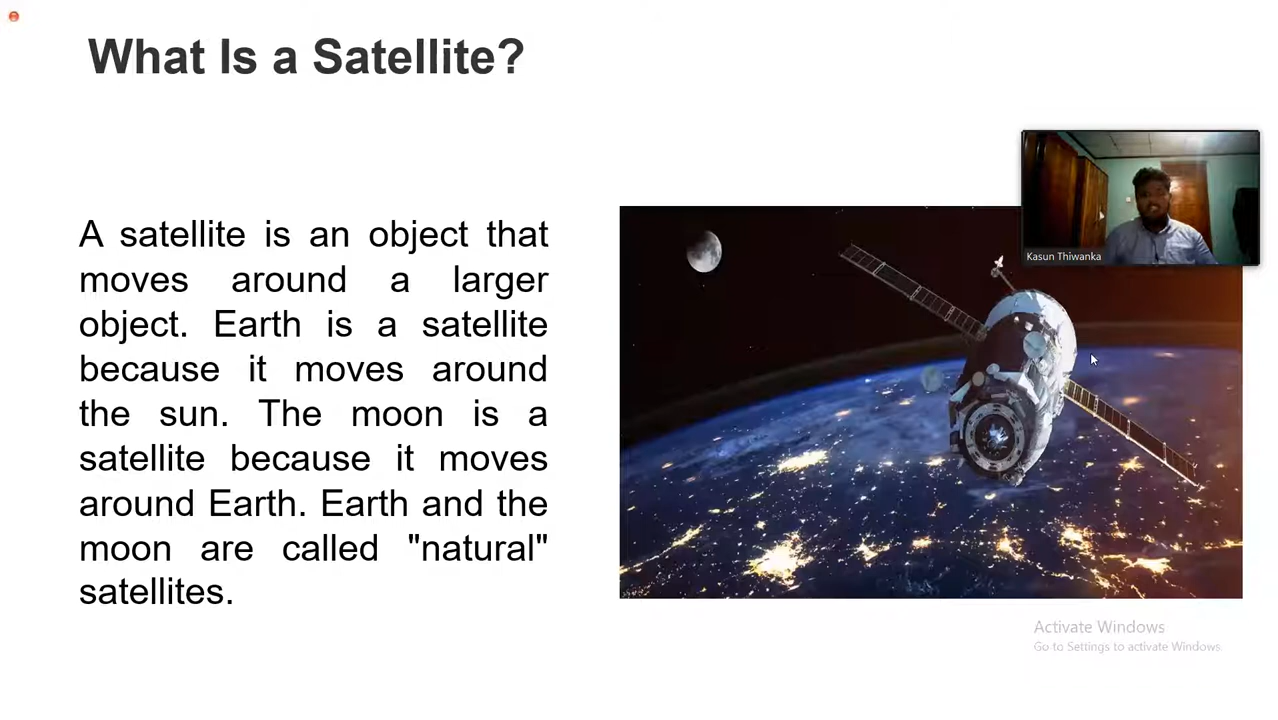 What Is a Satellite?
Kasun Thiwanka
A satellite is an object that
moves around a larger
object. Earth is a satellite
because it moves around
the sun. The moon is a
satellite because it moves
around Earth. Earth and the
moon are called "natural"
satellites.
Activate Windows
Go to Settings to activate Windows.